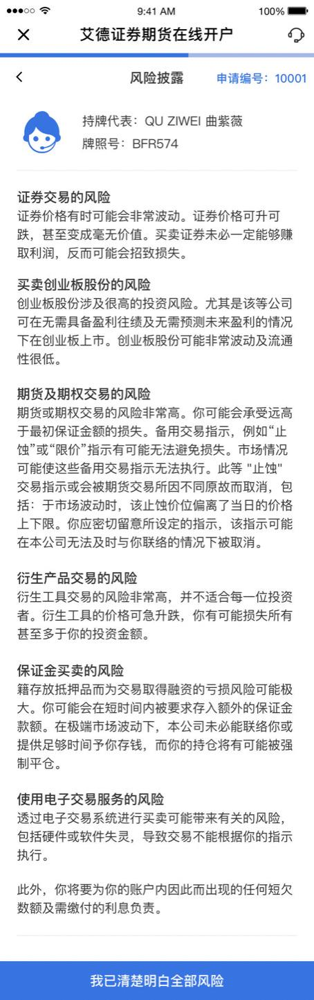 9:41 AM
100%
艾德证券期货在线开户
风险披露
申请编号：10001
持牌代表：QU ZIWEI 曲紫薇
牌照号：BFR574
证券交易的风险
证券价格有时可能会非常波动。证券价格可升可
跌，甚至变成毫无价值。买卖证券未必一定能够赚
取利润，反而可能会招致损失。
买卖创业板股份的风险
创业板股份涉及很高的投资风险。尤其是该等公司
可在无需具备盈利往绩及无需预测未来盈利的情况
下在创业板上市。创业板股份可能非常波动及流通
性很低。
期货及期权交易的风险
期货或期权交易的风险非常高。你可能会承受远高
于最初保证金额的损失。备用交易指示，例如“止
蚀”或“限价”指示有可能无法避免损失。市场情况
可能使这些备用交易指示无法执行。此等 "止蚀"
交易指示或会被期货交易所因不同原故而取消，包
括：于市场波动时，该止蚀价位偏离了当日的价格
上下限。你应密切留意所设定的指示，该指示可能
在本公司无法及时与你联络的情况下被取消。
衍生产品交易的风险
衍生工具交易的风险非常高，并不适合每一位投资
者。衍生工具的价格可急升跌，你有可能损失所有
甚至多于你的投资金额。
保证金买卖的风险
籍存放抵押品而为交易取得融资的亏损风险可能极
大。你可能会在短时间内被要求存入额外的保证金
款额。在极端市场波动下，本公司未必能联络你或
提供足够时间予你存钱，而你的持仓将有可能被强
制平仓。
使用电子交易服务的风险
透过电子交易系统进行买卖可能带来有关的风险，
包括硬件或软件失灵，导致交易不能根据你的指示
执行。
此外，你将要为你的账户内因此而出现的任何短欠
数额及需缴付的利息负责。
我已清楚明白全部风险